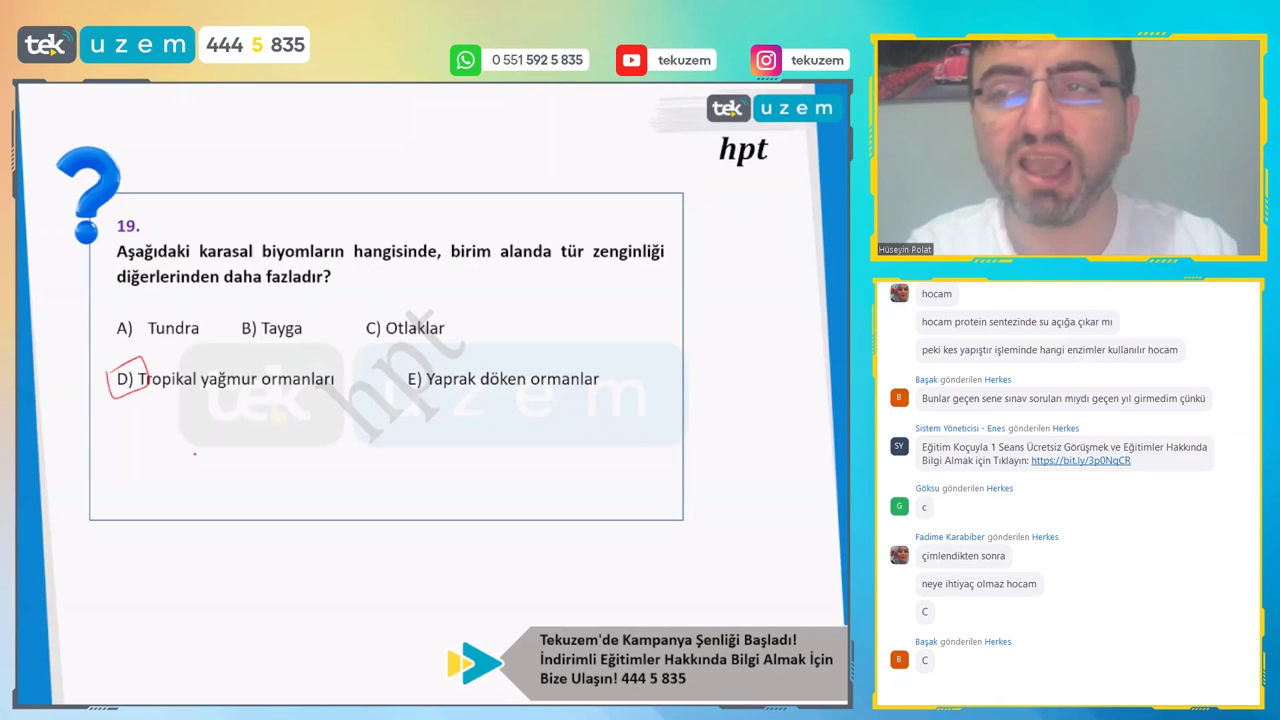 tek
uzem
444 5 835
0 551 592 5 835
tekuzem
tekuzem
tek uzem
hpt
19.
Aşağıdaki karasal biyomların hangisinde, birim alanda tür zenginliği
diğerlerinden daha fazladır?
A) Tundra B) Tayga C) Otlaklar
D) Tropikal yağmur ormanları E) Yaprak döken ormanlar
hpt
tek uzem
Tekuzem'de Kampanya Şenliği Başladı!
İndirimli Eğitimler Hakkında Bilgi Almak İçin
Bize Ulaşın! 444 5 835
Hüseyin Polat
hocam
hocam protein sentezinde su açığa çıkar mı
peki kes yapıştır işleminde hangi enzimler kullanılır hocam
Başak gönderilen Herkes
B
Bunlar geçen sene sınav soruları mıydı geçen yıl girmedim çünkü
Sistem Yöneticisi - Enes gönderilen Herkes
SY
Eğitim Koçuyla 1 Seans Ücretsiz Görüşmek ve Eğitimler Hakkında
Bilgi Almak için Tıklayın: https://bit.ly/3p0NqCR
Göksu gönderilen Herkes
G
c
Fadime Karabiber gönderilen Herkes
çimlendikten sonra
neye ihtiyaç olmaz hocam
C
Başak gönderilen Herkes
B
C